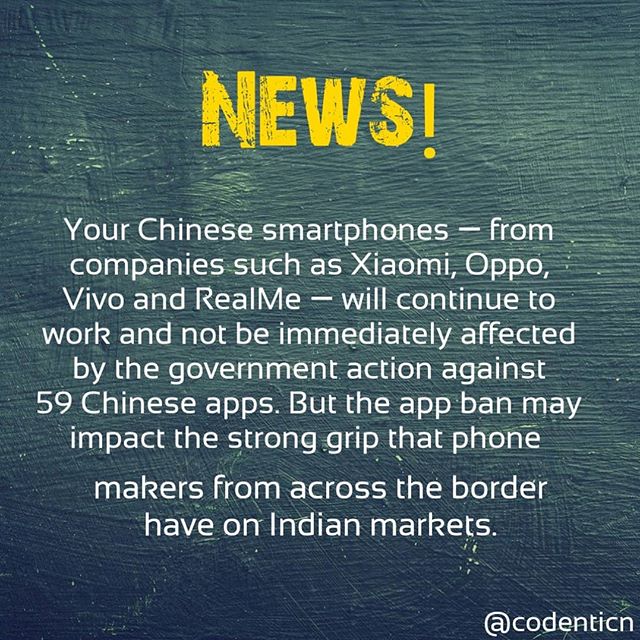 NEWS!
Your Chinese smartphones — from
companies such as Xiaomi, Oppo,
Vivo and RealMe — will continue to
work and not be immediately affected
by the government action against
59 Chinese apps. But the app ban may
impact the strong grip that phone
makers from across the border
have on Indian markets.
@codenticn